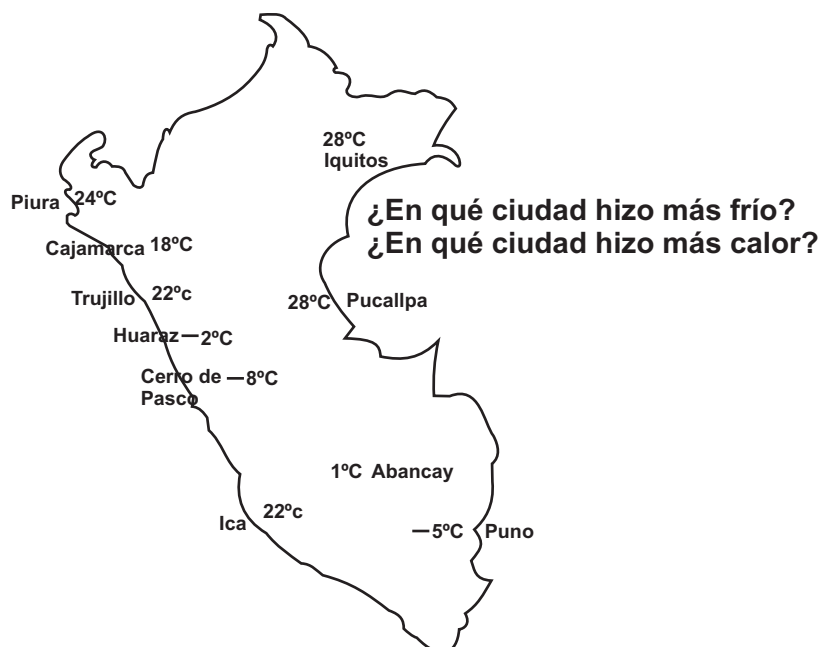 28ºC
Iquitos
Piura 24ºC
¿En qué ciudad hizo más frío?
¿En qué ciudad hizo más calor?
Cajamarca 18ºC
Trujillo 22ºc
28ºC Pucallpa
Huaraz —2ºC
Cerro de —8ºC
Pasco
1ºC Abancay
Ica 22ºc
—5ºC Puno